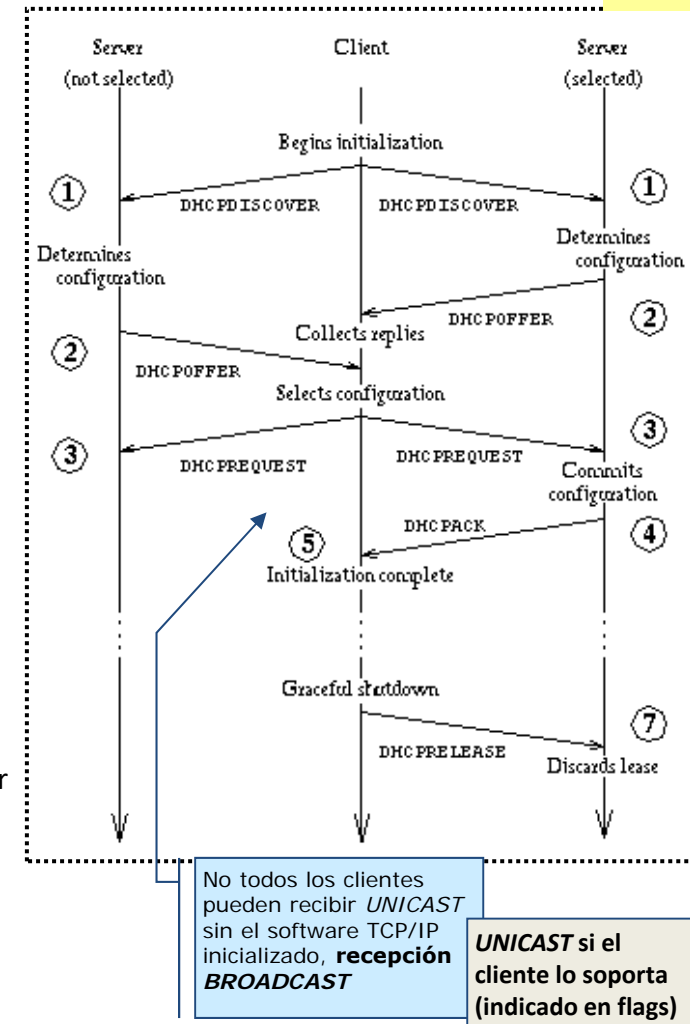 Server Client Server
(not selected) (selected)
Begins initialization
1 1
DHCPDISCOVER DHCPDISCOVER
Determines Determines
configuration configuration
DHCPOFFER 2
Collects replies
2
DHCPOFFER
Selects configuration
3 3
DHCPREQUEST DHCPREQUEST
Commits
configuration
DHCPACK 4
5
Initialization complete
Graceful shutdown
7
DHCPRELEASE
Discards lease
r
No todos los clientes
pueden recibir UNICAST
sin el software TCP/IP
inicializado, recepción
BROADCAST
UNICAST si el
cliente lo soporta
(indicado en flags)